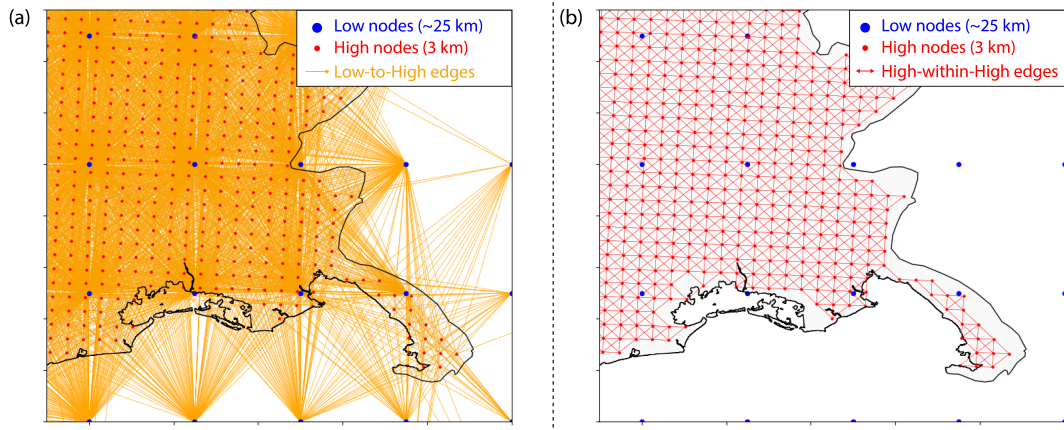 (a)
Low nodes (~25 km)
High nodes (3 km)
Low-to-High edges
(b)
Low nodes (~25 km)
High nodes (3 km)
High-within-High edges